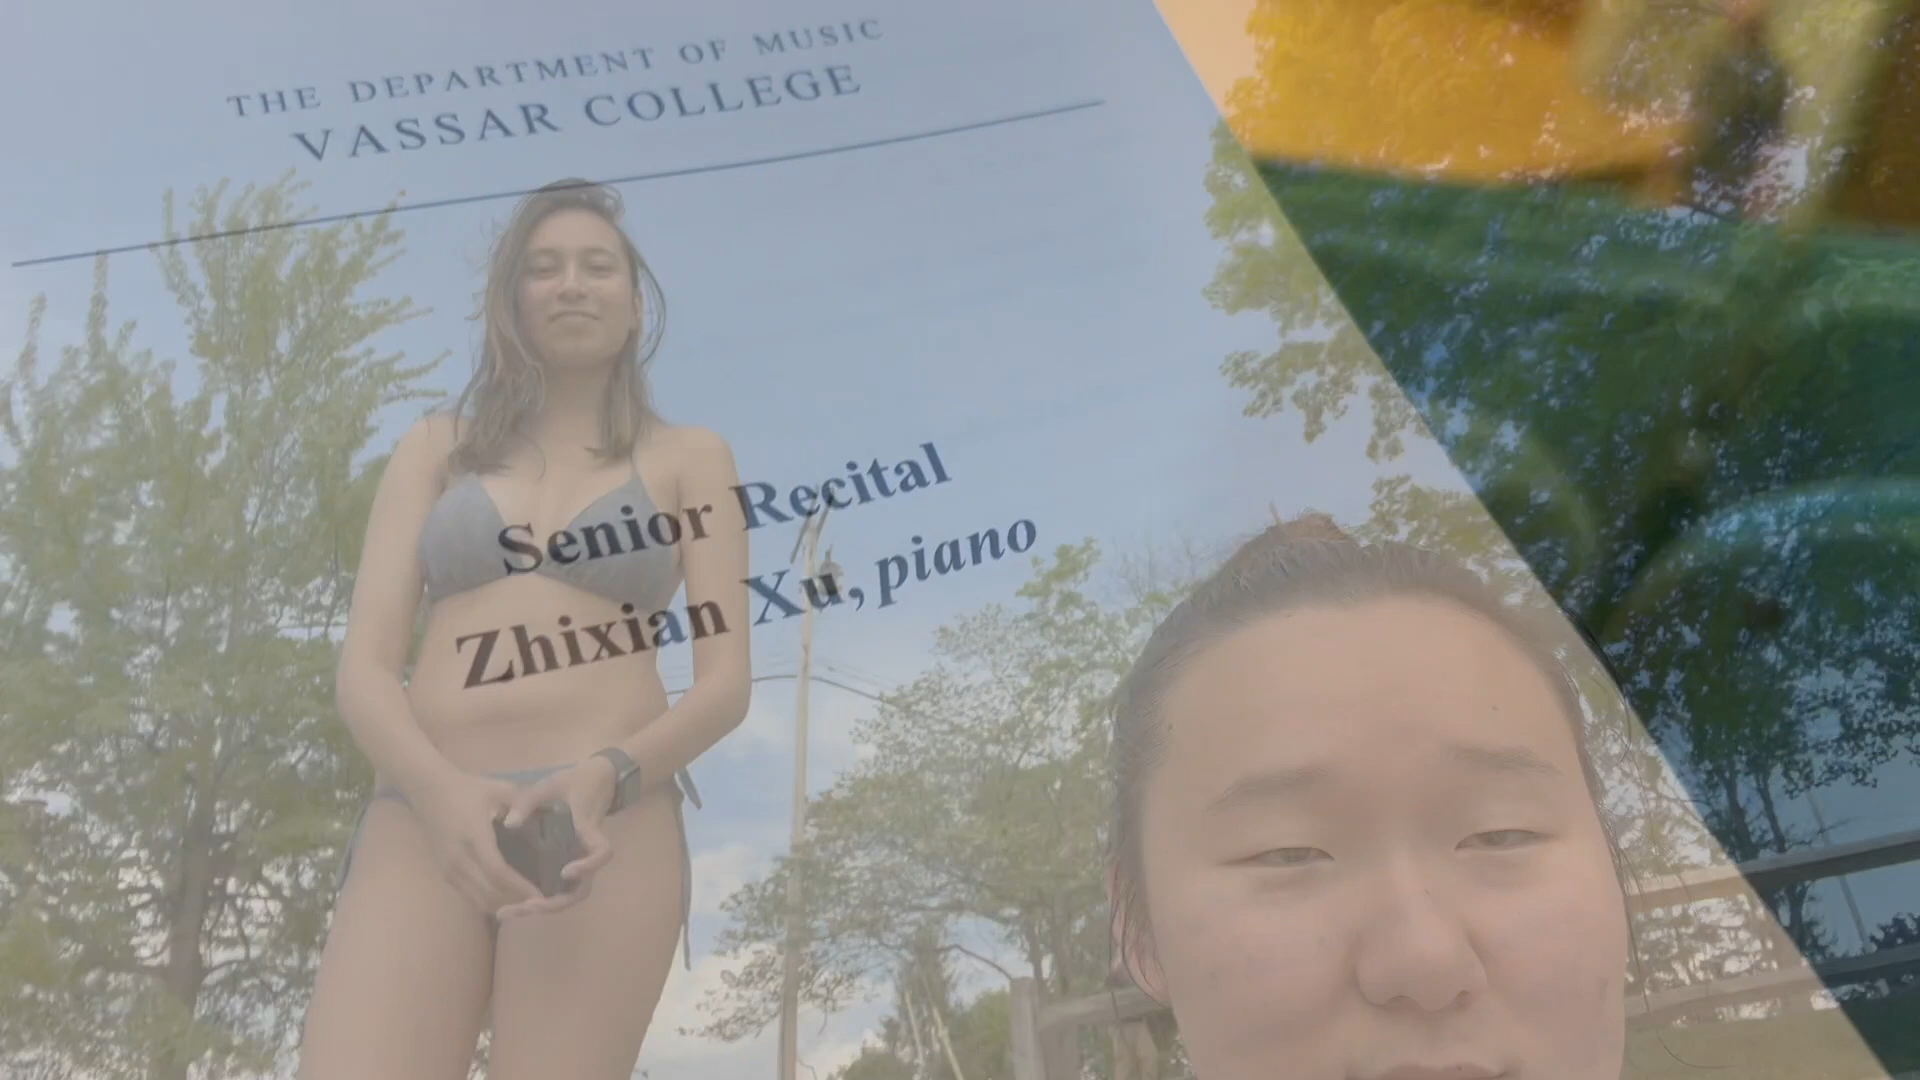 THE DEPARTMENT OF MUSIC
VASSAR COLLEGE
Senior Recital
Zhixian Xu, piano